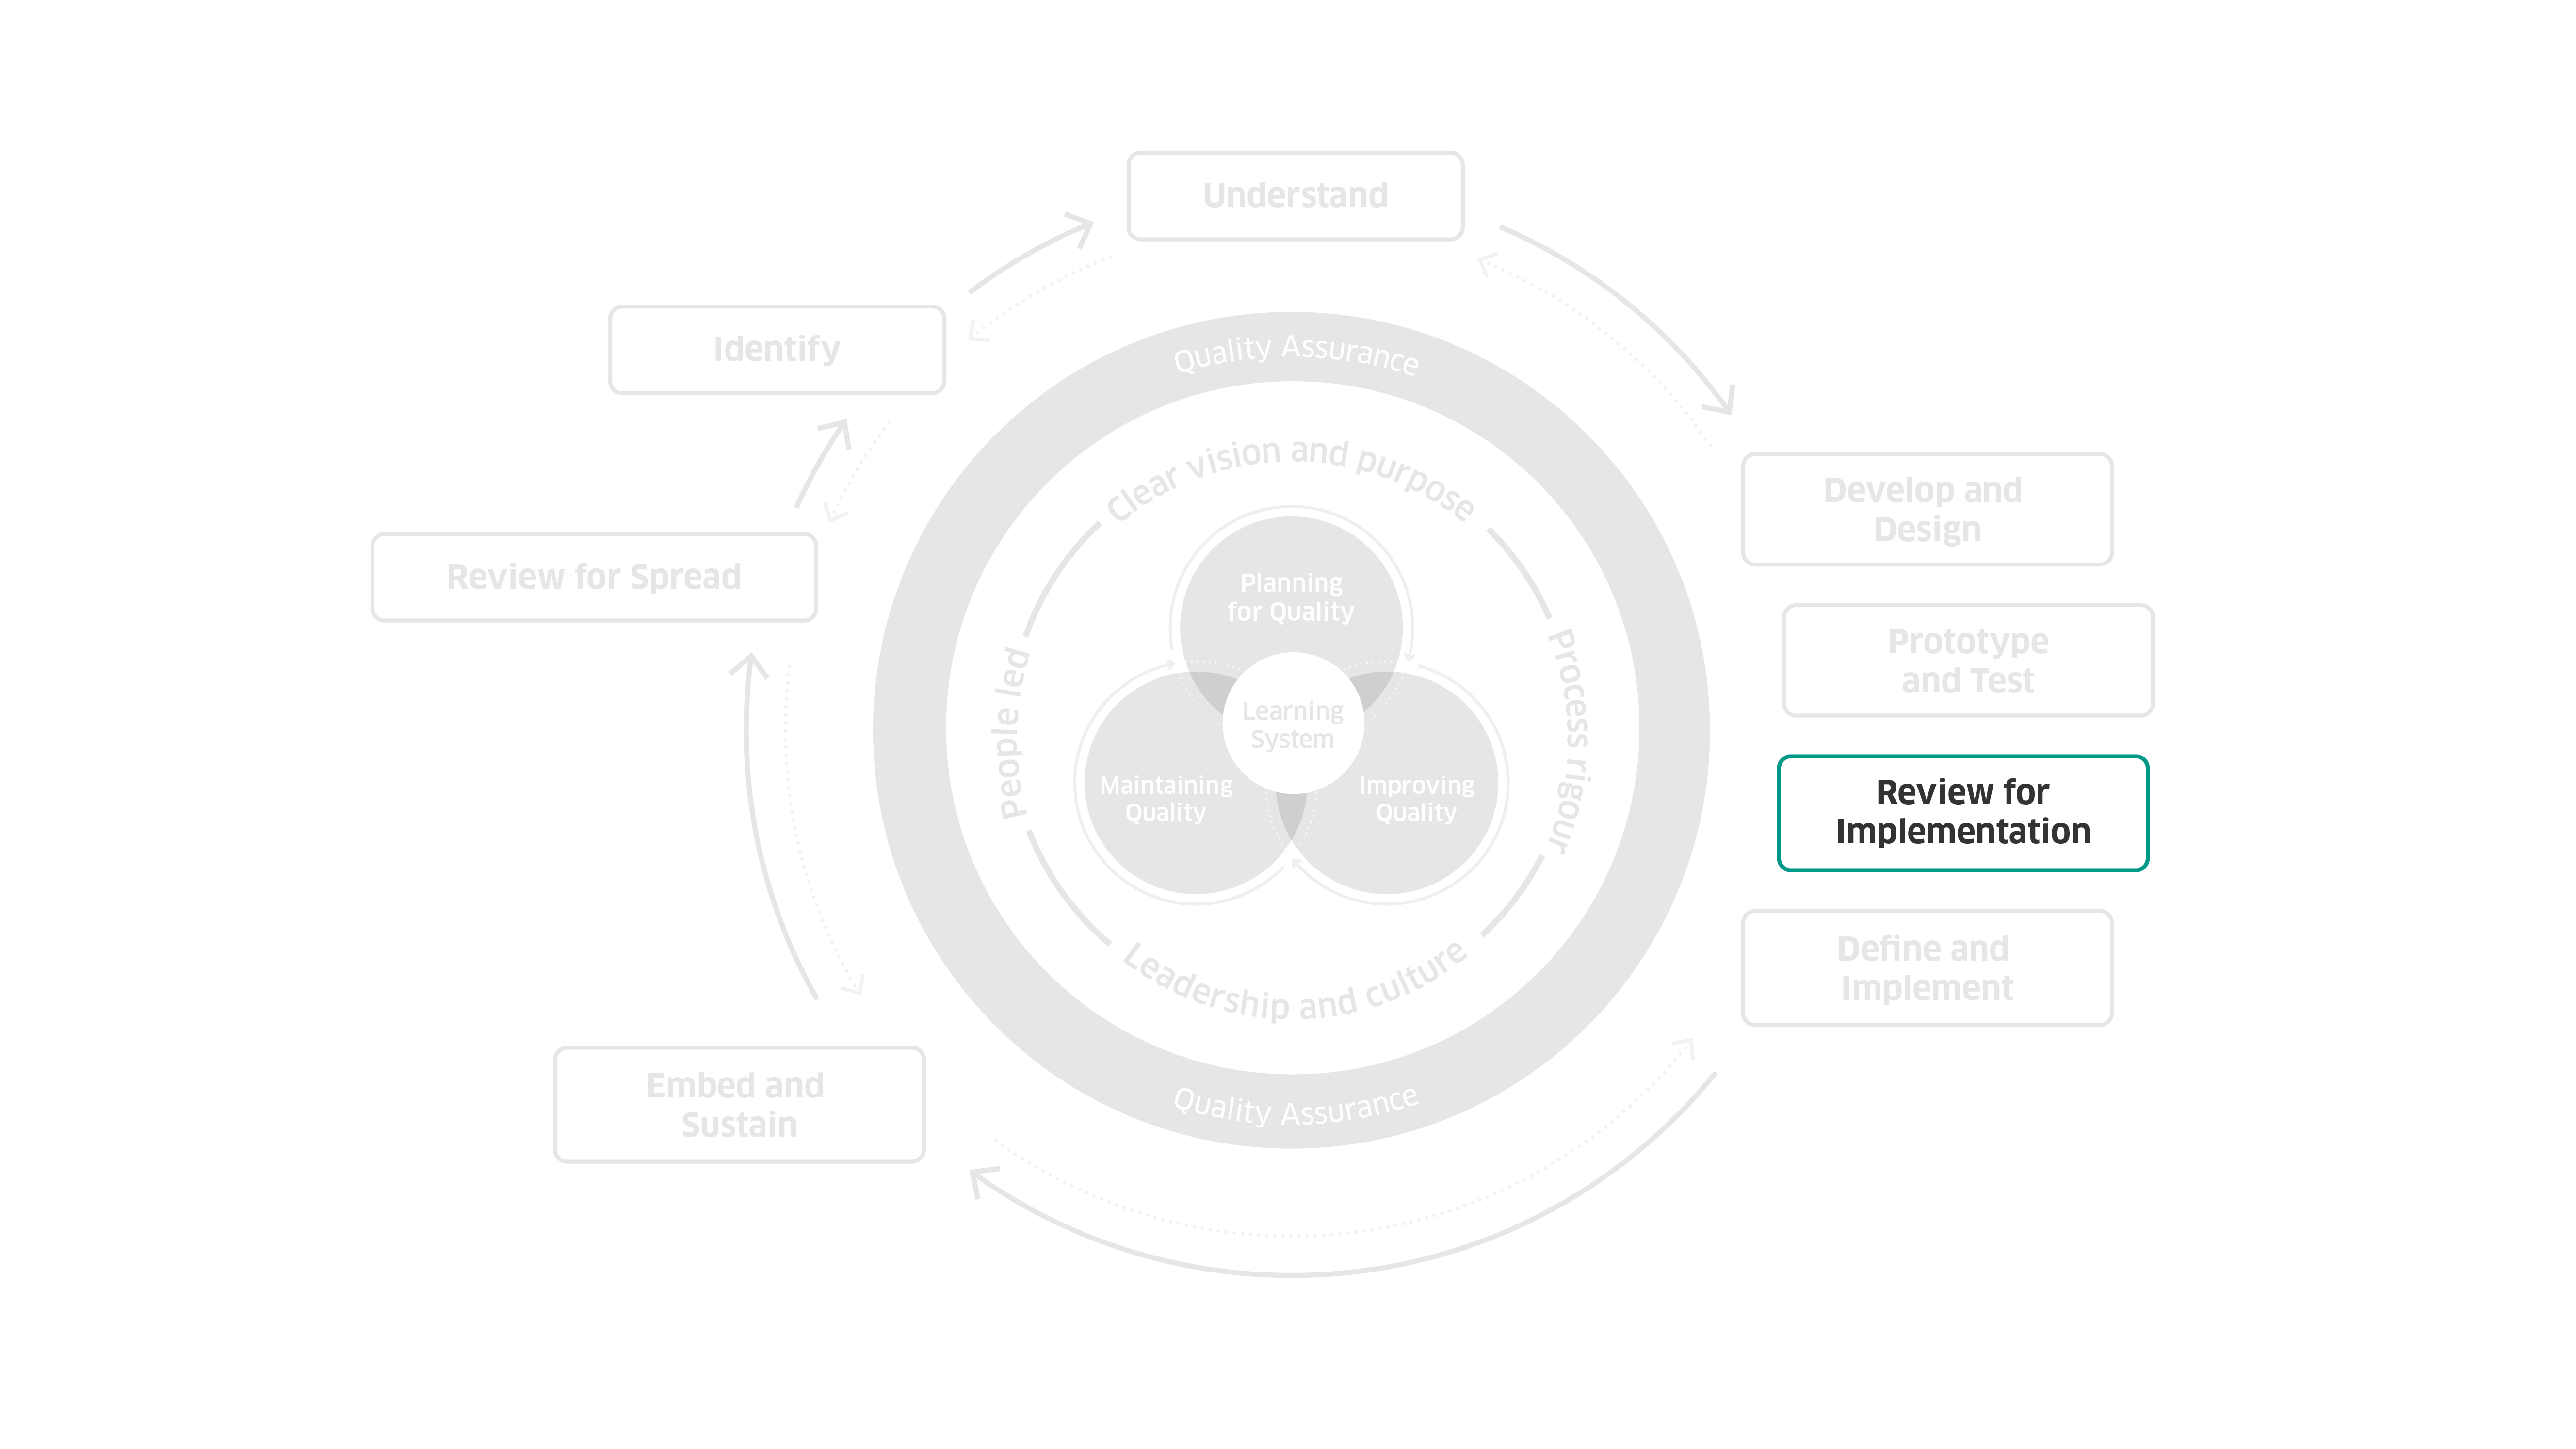 Understand
Identify
Quality Assurance
Clear vision and purpose
Develop and
Design
Review for Spread
Planning
for Quality
Prototype
and Test
People led
Learning
System
Process rigour
Maintaining
Quality
Improving
Quality
Review for
Implementation
Define and
Implement
Leadership and culture
Embed and
Sustain
Quality Assurance